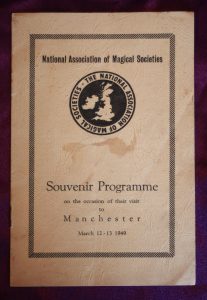 National Association of Magical Societies
THE NATIONAL ASSOCIATION OF MAGICAL SOCIETIES
Souvenir Programme
on the occasion of their visit
to
Manchester
March 12-13 1949